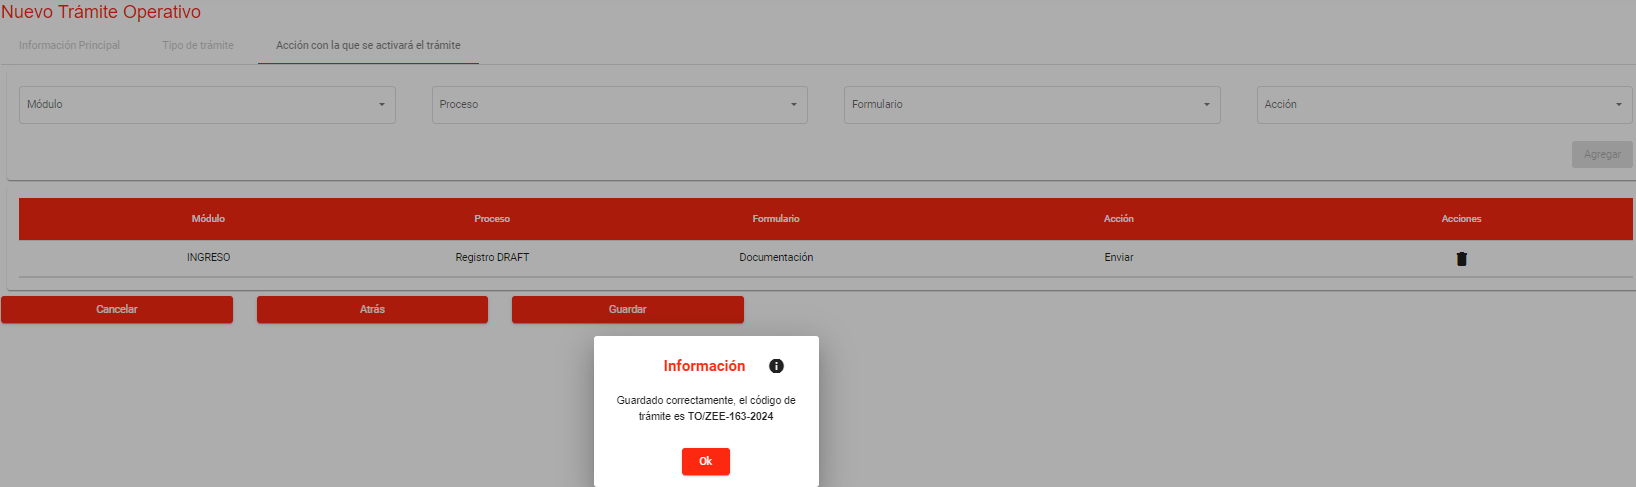 Nuevo Trámite Operativo
Información Principal Tipo de trámite Acción con la que se activará el trámite
Módulo Proceso Formulario Acción
Agregar
Módulo Proceso Formulario Acción Acciones
INGRESO Registro DRAFT Documentación Enviar
Cancelar Atrás Guardar
Información
Guardado correctamente, el código de
trámite es TO/ZEE-163-2024
Ok